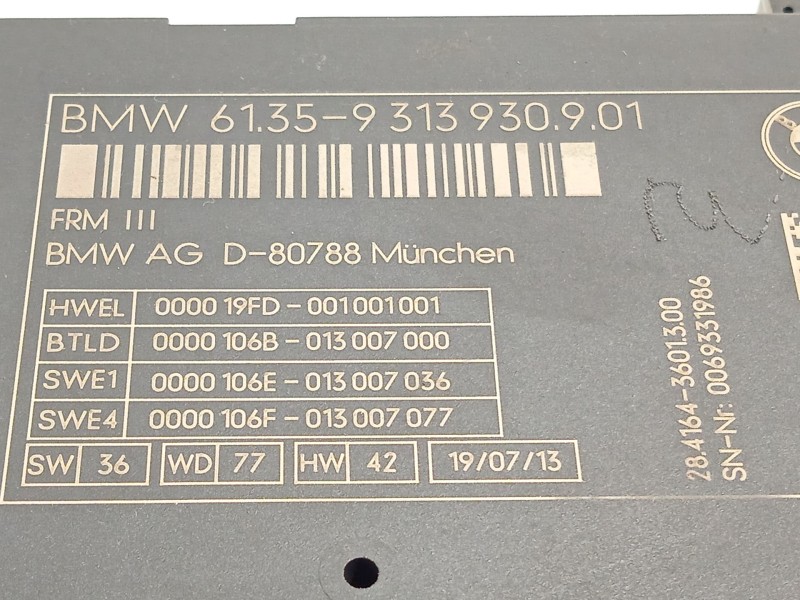 BMW 61.35-9 313 930.9.01
FRM III
BMW AG D-80788 München
HWEL 0000 19FD-001 001 001
BTLD 0000 106B-013 007 000
SWE1 0000 106E-013 007 036
SWE4 0000 106F-013 007 077
SW 36 WD 77 HW 42 19/07/13
28.4164-3601.3.00
SN-Nr: 0069331986